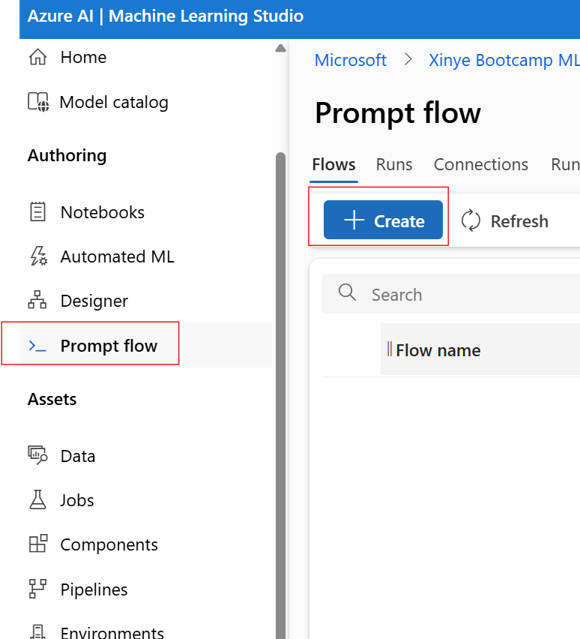 Azure AI | Machine Learning Studio
Home
Model catalog
Authoring
Notebooks
Automated ML
Designer
Prompt flow
Assets
Data
Jobs
Components
Pipelines
Environments
Microsoft > Xinye Bootcamp ML
Prompt flow
Flows Runs Connections Run
+ Create Refresh
Search
Flow name